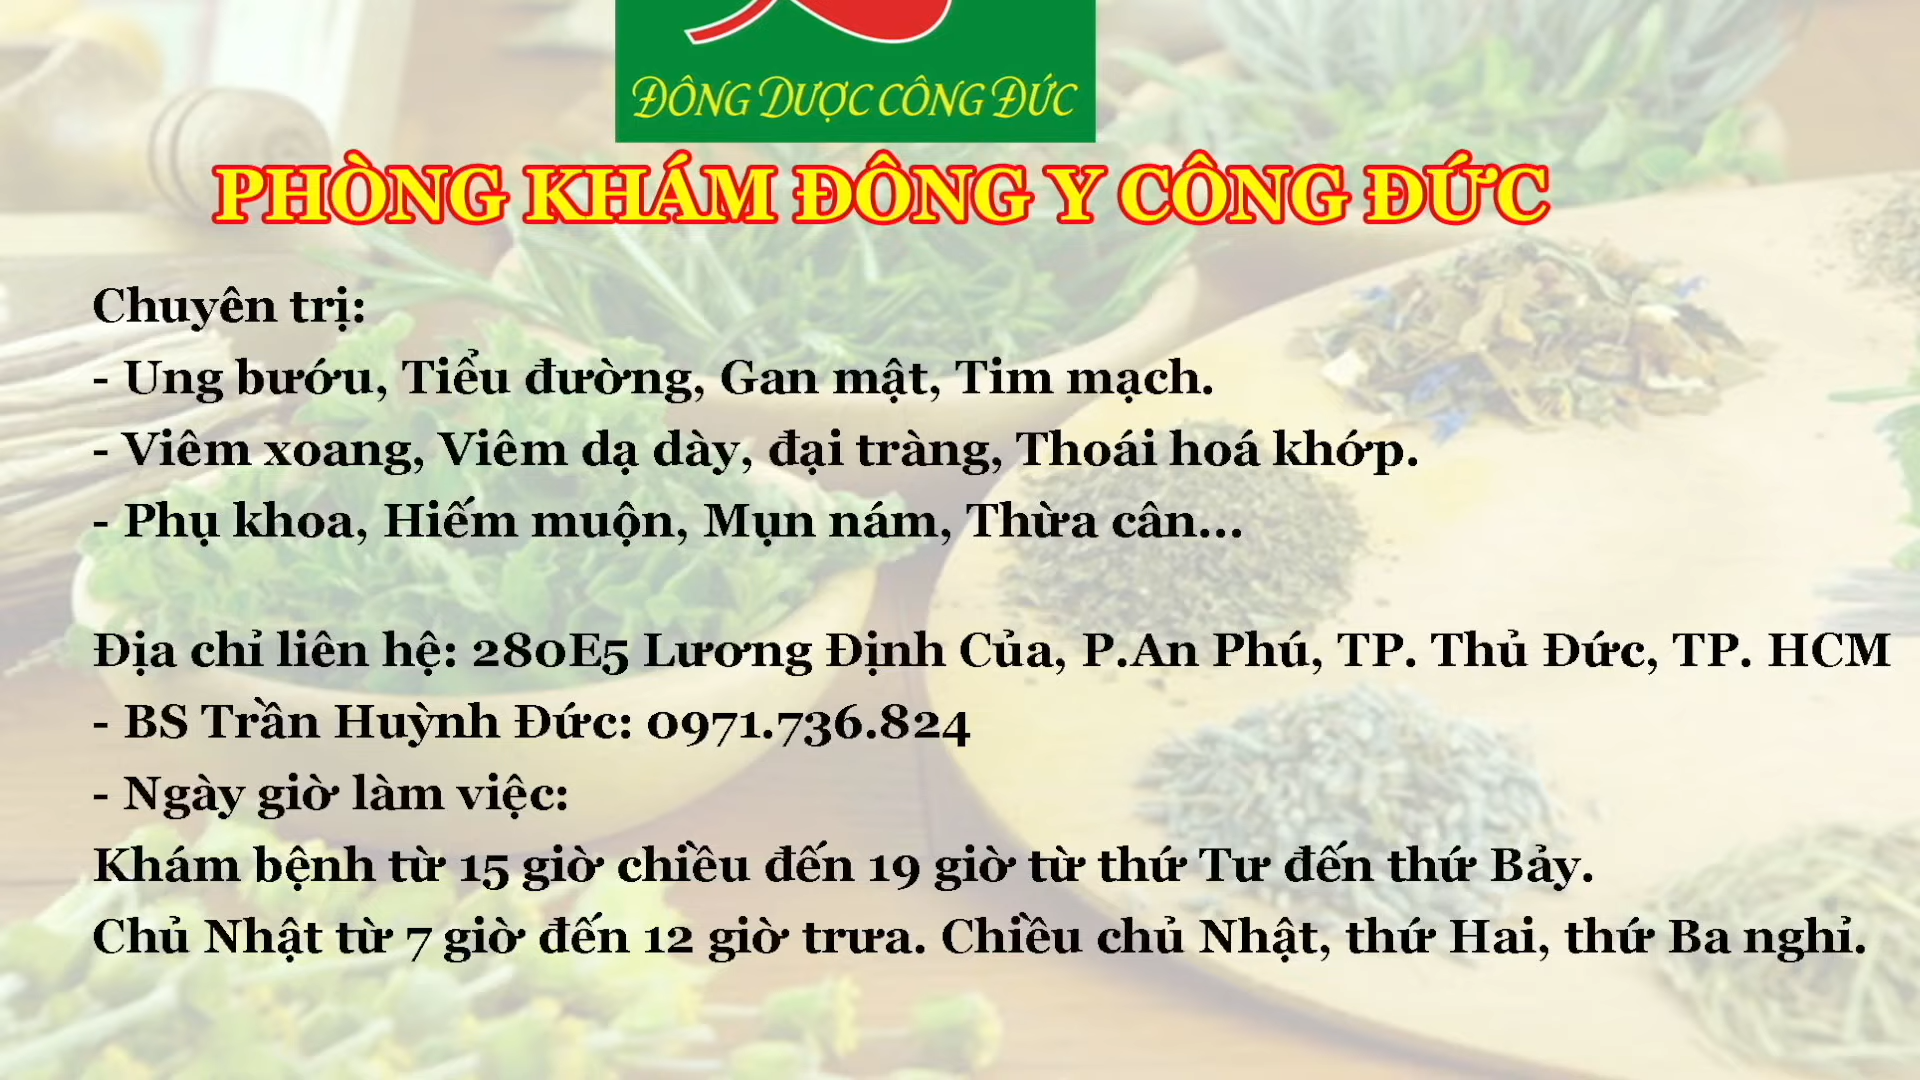 ĐÔNG DƯỢC CÔNG ĐỨC
PHÒNG KHÁM ĐÔNG Y CÔNG ĐỨC
Chuyên trị:
- Ung bướu, Tiểu đường, Gan mật, Tim mạch.
- Viêm xoang, Viêm dạ dày, đại tràng, Thoái hoá khớp.
- Phụ khoa, Hiếm muộn, Mụn nám, Thừa cân...
Địa chỉ liên hệ: 280E5 Lương Định Của, P.An Phú, TP. Thủ Đức, TP. HCM
- BS Trần Huỳnh Đức: 0971.736.824
- Ngày giờ làm việc:
Khám bệnh từ 15 giờ chiều đến 19 giờ từ thứ Tư đến thứ Bảy.
Chủ Nhật từ 7 giờ đến 12 giờ trưa. Chiều chủ Nhật, thứ Hai, thứ Ba nghỉ.